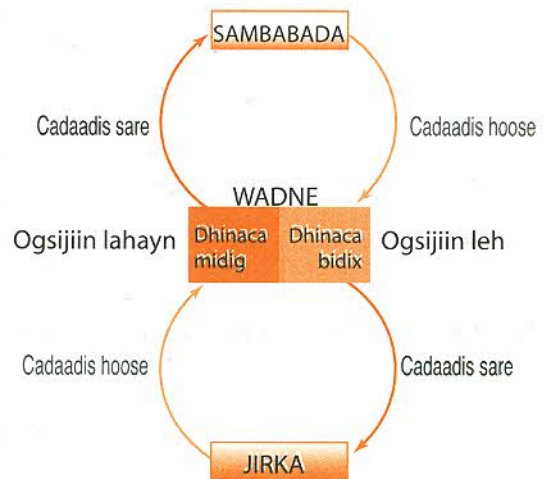 SAMBABADA
Cadaadis sare
Cadaadis hoose
WADNE
Ogsijiin lahayn
Dhinaca
midig
Dhinaca
bidix
Ogsijiin leh
Cadaadis hoose
Cadaadis sare
JIRKA